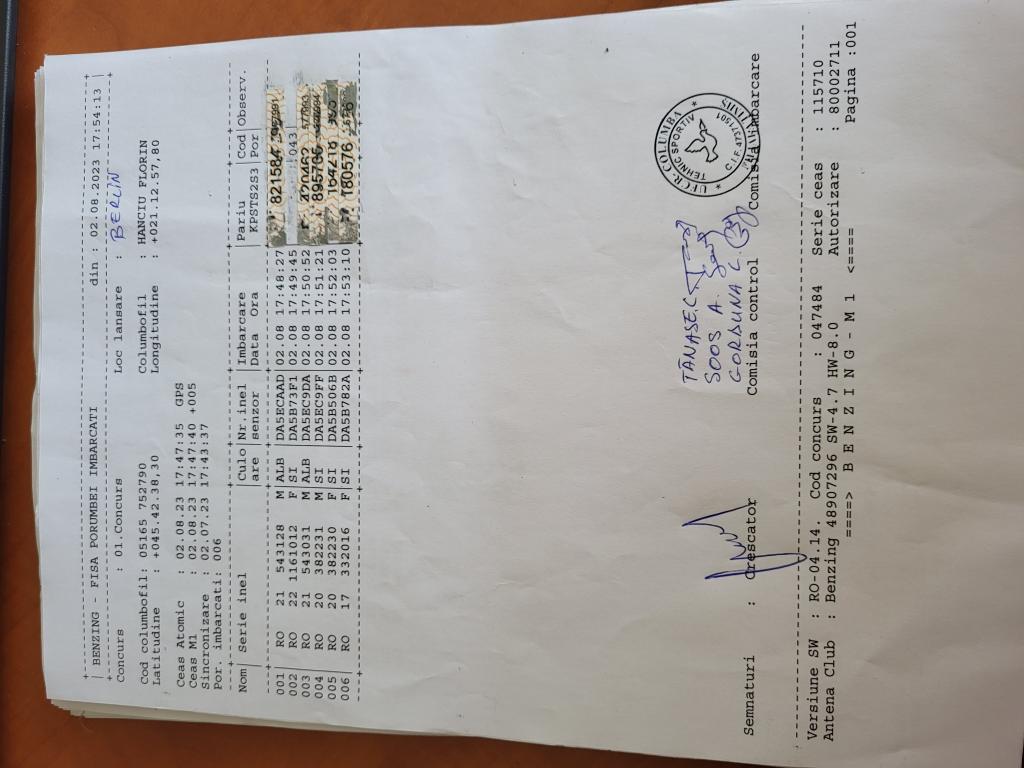 BENZING - FISA PORUMBEI IMBARCATI din : 02.08.2023 17:54:13
Concurs : 01.Concurs Loc lansare : BERLIN
Cod columbofil: 05165 752790 Columbofil : HANCIU FLORIN
Latitudine : +045.42.38,30 Longitudine : +021.12.57,80
Ceas Atomic : 02.08.23 17:47:35 GPS
Ceas M1 : 02.08.23 17:47:40 +005
Sincronizare : 02.07.23 17:43:37
Por. imbarcati: 006
Nom| Serie inel |Culo|Nr.inel |Imbarcare |Pariu |Cod|Observ.
|are |senzor |Data Ora | KPSTS2S3|Por|
001| RO 21 543128 M|ALB |DA5ECAAD|02.08 17:48:27| 821584
002| RO 22 1161012 F|SI |DA5B73F1|02.08 17:49:45| 043|
003| RO 21 543031 M|ALB |DA5EC9DA|02.08 17:50:52|
004| RO 20 382231 M|SI |DA5EC9FF|02.08 17:51:21| 895706
005| RO 20 382230 F|SI |DA5B506B|02.08 17:52:03| 164216
006| RO 17 332016 F|SI |DA5B782A|02.08 17:53:10| 180576
TĂNASE C
SOOS A.
GORDUNA C.
UFCR COLUMBA
TEHNIC SPORTIV
C.I.F. 47377501
TIMIS
Semnaturi : Crescator Comisia control Comisia imbarcare
Versiune SW : RO-04.14. Cod concurs : 047484 Serie ceas : 115710
Antena Club : Benzing 48907296 SW-4.7 HW-8.0 Autorizare : 80002711
====> B E N Z I N G - M 1 <==== Pagina :001